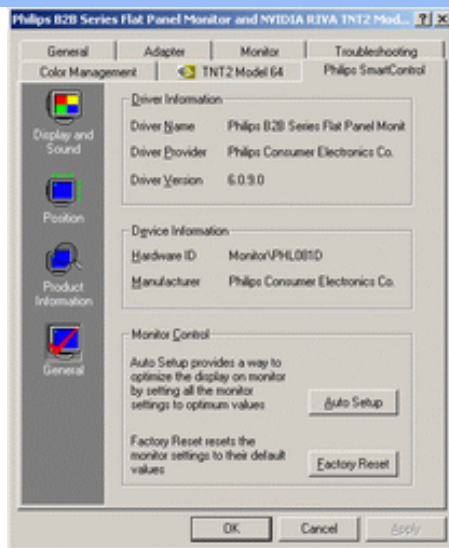 Philips B2B Series Flat Panel Monitor and NVIDIA RIVA TNT2 Mod...
General Adapter Monitor Troubleshooting
Color Management TNT2 Model 64 Philips SmartControl
Display and
Sound
Position
Product
Information
General
Driver Information
Driver Name Philips B2B Series Flat Panel Monit
Driver Provider Philips Consumer Electronics Co.
Driver Version 6.0.9.0
Device Information
Hardware ID Monitor\PHL081D
Manufacturer Philips Consumer Electronics Co.
Monitor Control
Auto Setup provides a way to
optimize the display on monitor
by setting all the monitor
settings to optimum values
Auto Setup
Factory Reset resets the
monitor settings to their default
values
Factory Reset
OK Cancel Apply